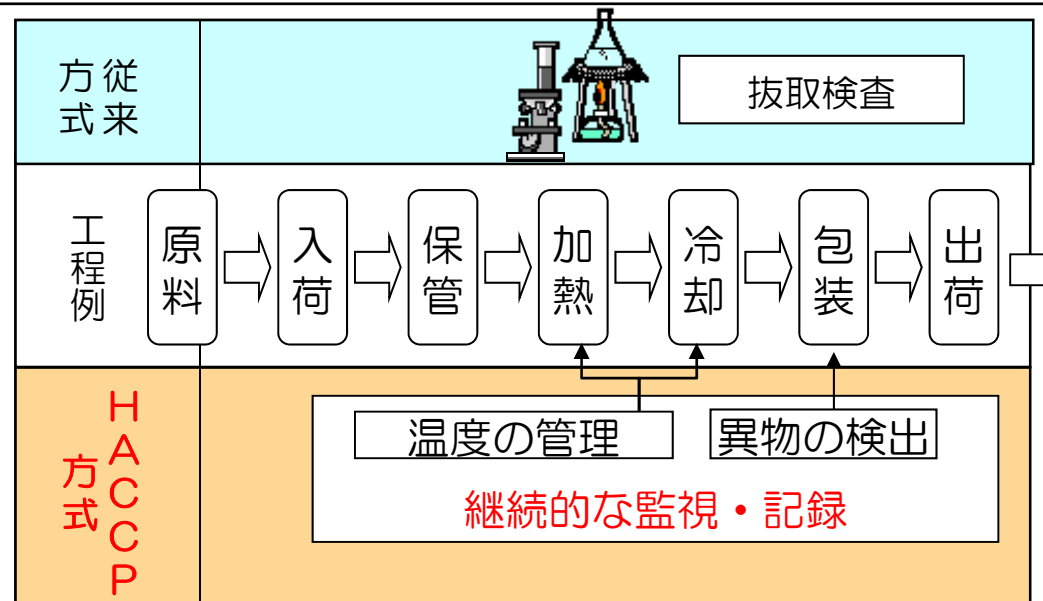 従来方式
抜取検査
工程例
原料
入荷
保管
加熱
冷却
包装
出荷
HACCP方式
温度の管理
異物の検出
継続的な監視・記録